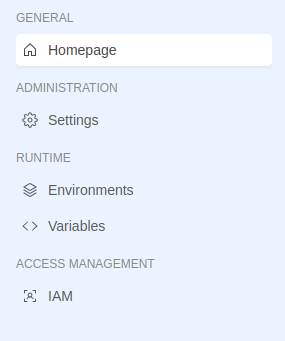 GENERAL
Homepage
ADMINISTRATION
Settings
RUNTIME
Environments
Variables
ACCESS MANAGEMENT
IAM